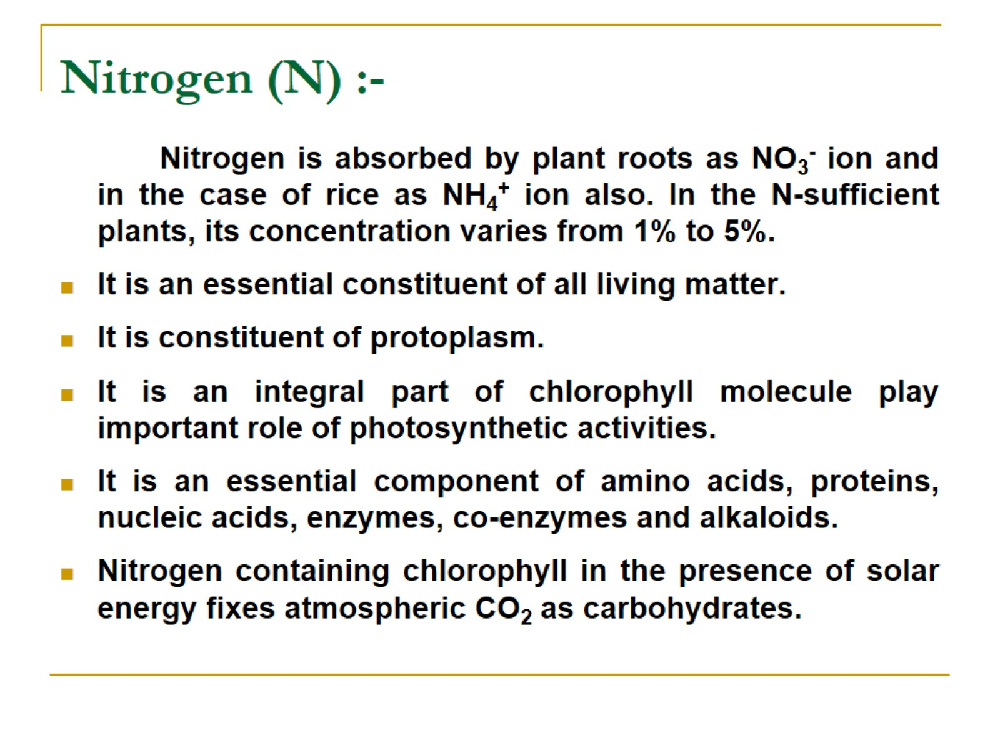 Nitrogen (N) :-
Nitrogen is absorbed by plant roots as NO₃⁻ ion and
in the case of rice as NH₄⁺ ion also. In the N-sufficient
plants, its concentration varies from 1% to 5%.
■ It is an essential constituent of all living matter.
■ It is constituent of protoplasm.
■ It is an integral part of chlorophyll molecule play
important role of photosynthetic activities.
■ It is an essential component of amino acids, proteins,
nucleic acids, enzymes, co-enzymes and alkaloids.
■ Nitrogen containing chlorophyll in the presence of solar
energy fixes atmospheric CO₂ as carbohydrates.